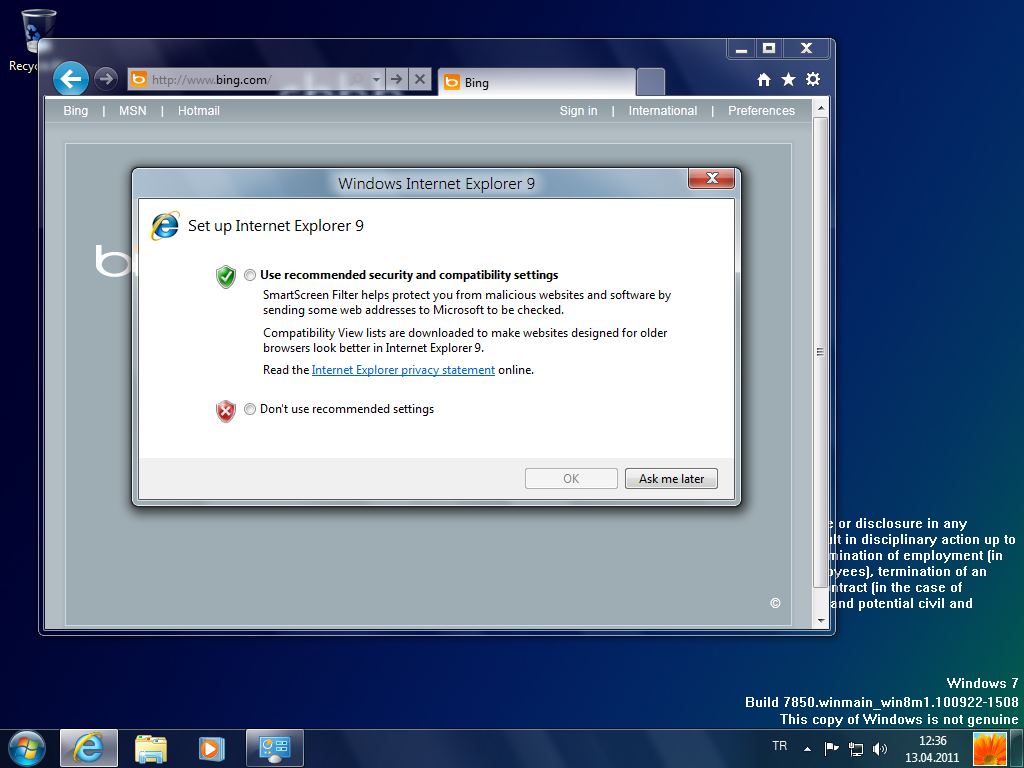 Recyc
http://www.bing.com/
Bing
Bing | MSN | Hotmail
Sign in | International | Preferences
Windows Internet Explorer 9
Set up Internet Explorer 9
Use recommended security and compatibility settings
SmartScreen Filter helps protect you from malicious websites and software by
sending some web addresses to Microsoft to be checked.
Compatibility View lists are downloaded to make websites designed for older
browsers look better in Internet Explorer 9.
Read the Internet Explorer privacy statement online.
Don't use recommended settings
OK
Ask me later
©
e or disclosure in any
ult in disciplinary action up to
mination of employment (in
oyees), termination of an
ontract (in the case of
and potential civil and
Windows 7
Build 7850.winmain_win8m1.100922-1508
This copy of Windows is not genuine
TR
12:36
13.04.2011